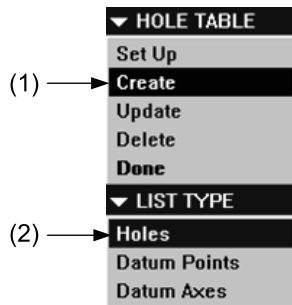 ▼ HOLE TABLE
Set Up
(1) Create
Update
Delete
Done
▼ LIST TYPE
(2) Holes
Datum Points
Datum Axes